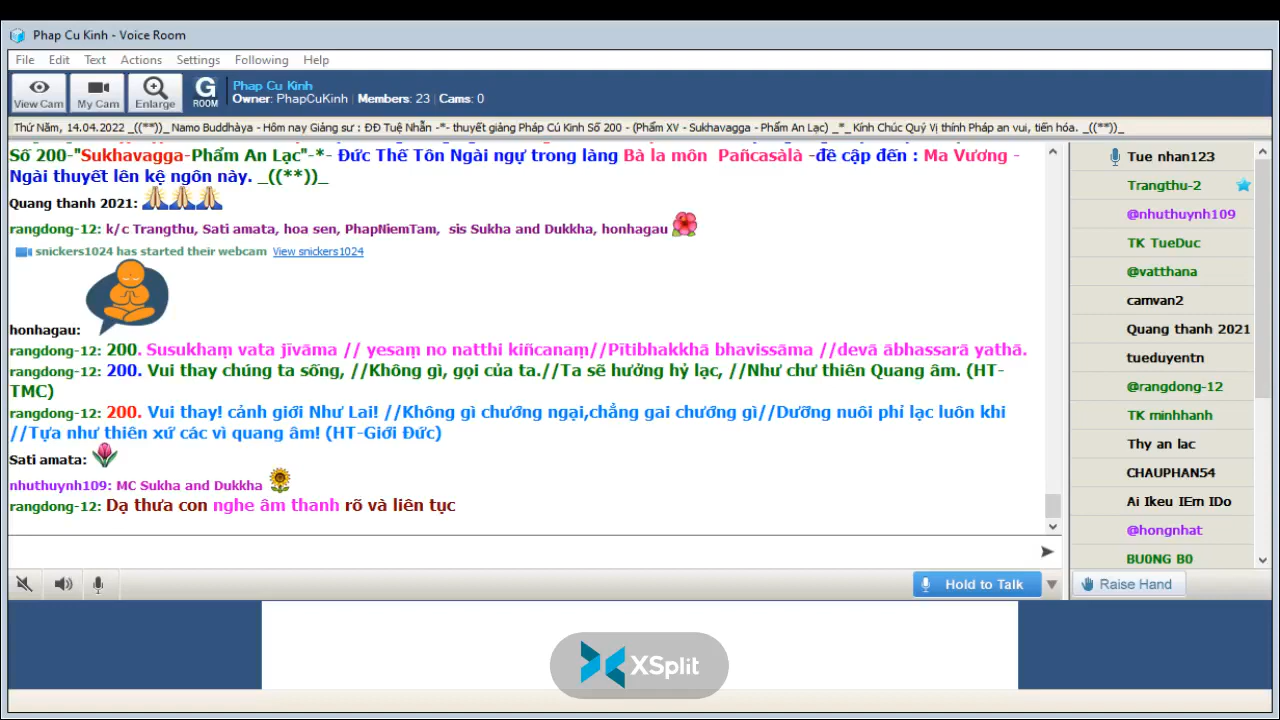 Phap Cu Kinh - Voice Room
File Edit Text Actions Settings Following Help
View Cam My Cam Enlarge G ROOM
Phap Cu Kinh
Owner: PhapCuKinh | Members: 23 | Cams: 0
Thứ Năm, 14.04.2022 _((**))_ Namo Buddhàya - Hôm nay Giảng sư : ĐĐ Tuệ Nhẫn -*- thuyết giảng Pháp Cú Kinh Số 200 - (Phẩm XV - Sukhavagga - Phẩm An Lạc) _*_ Kính Chúc Quý Vị thính Pháp an vui, tiến hóa. _((**))_
Số 200-"Sukhavagga-Phẩm An Lạc"-*- Đức Thế Tôn Ngài ngự trong làng Bà la môn Pañcasàlà -đề cập đến : Ma Vương -
Ngài thuyết lên kệ ngôn này. _((**))_
Quang thanh 2021:
rangdong-12: k/c Trangthu, Sati amata, hoa sen, PhapNiemTam, sis Sukha and Dukkha, honhagau
snickers1024 has started their webcam View snickers1024
honhagau:
rangdong-12: 200. Susukhaṃ vata jīvāma // yesaṃ no natthi kiñcanaṃ//Pītibhakkhā bhavissāma //devā ābhassarā yathā.
rangdong-12: 200. Vui thay chúng ta sống, //Không gì, gọi của ta.//Ta sẽ hưởng hỷ lạc, //Như chư thiên Quang âm. (HT-
TMC)
rangdong-12: 200. Vui thay! cảnh giới Như Lai! //Không gì chướng ngại,chẳng gai chướng gì//Dưỡng nuôi phỉ lạc luôn khi
//Tựa như thiên xứ các vì quang âm! (HT-Giới Đức)
Sati amata:
nhuthuynh109: MC Sukha and Dukkha
rangdong-12: Dạ thưa con nghe âm thanh rõ và liên tục
Hold to Talk
Tue nhan123
Trangthu-2
@nhuthuynh109
TK TueDuc
@vatthana
camvan2
Quang thanh 2021
tueduyentn
@rangdong-12
TK minhhanh
Thy an lac
CHAUPHAN54
Ai Ikeu IEm IDo
@hongnhat
BU0NG B0
Raise Hand
XSplit